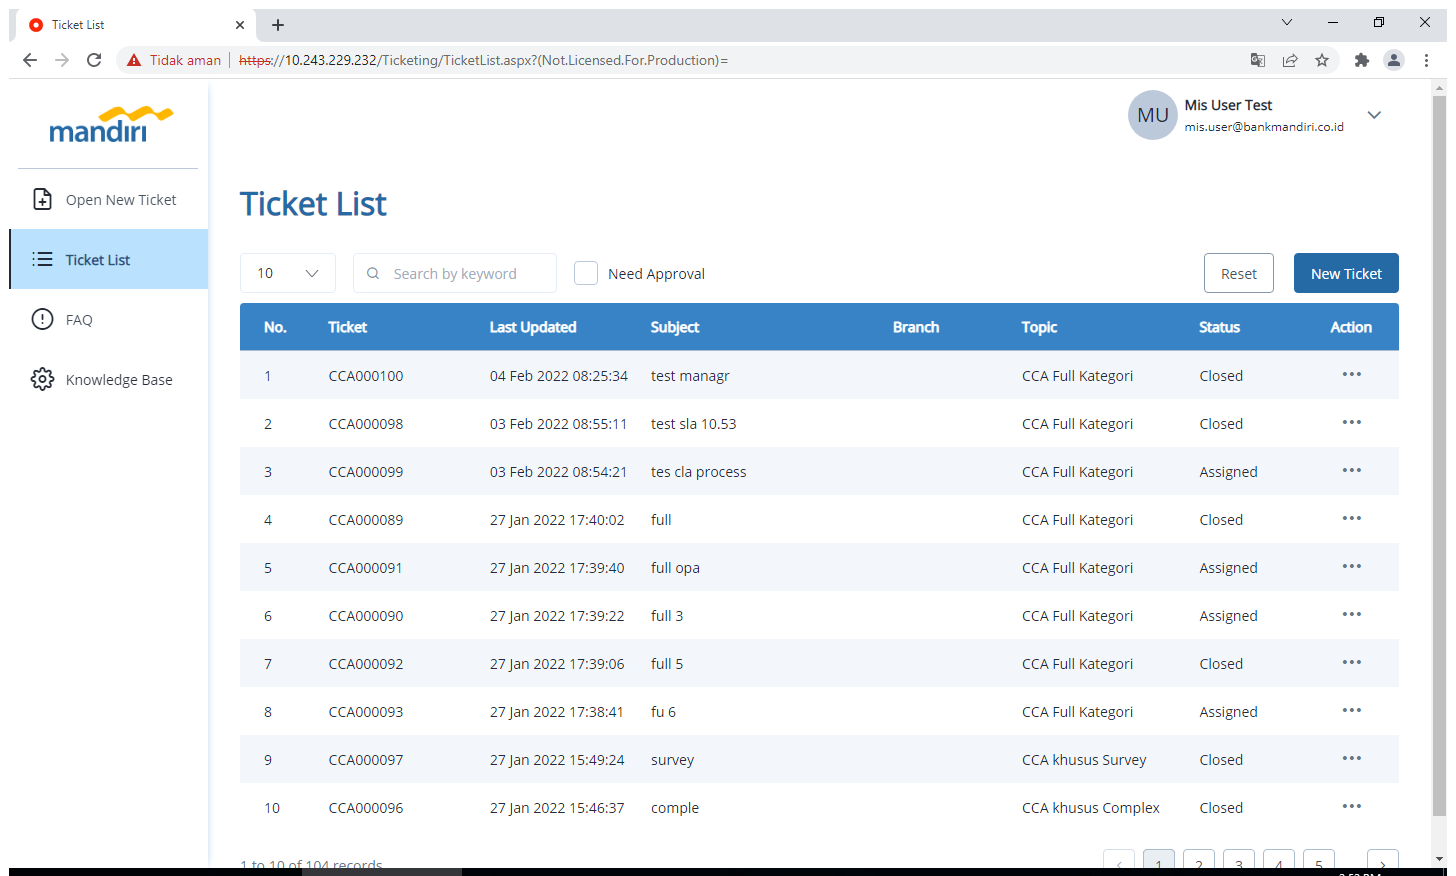 Ticket List
Tidak aman https://10.243.229.232/Ticketing/TicketList.aspx?(Not.Licensed.For.Production)=
mandiri
MU Mis User Test
mis.user@bankmandiri.co.id
Open New Ticket
Ticket List
FAQ
Knowledge Base
Ticket List
10 Search by keyword Need Approval Reset New Ticket
No. Ticket Last Updated Subject Branch Topic Status Action
1 CCA000100 04 Feb 2022 08:25:34 test managr CCA Full Kategori Closed
2 CCA000098 03 Feb 2022 08:55:11 test sla 10.53 CCA Full Kategori Closed
3 CCA000099 03 Feb 2022 08:54:21 tes cla process CCA Full Kategori Assigned
4 CCA000089 27 Jan 2022 17:40:02 full CCA Full Kategori Closed
5 CCA000091 27 Jan 2022 17:39:40 full opa CCA Full Kategori Assigned
6 CCA000090 27 Jan 2022 17:39:22 full 3 CCA Full Kategori Assigned
7 CCA000092 27 Jan 2022 17:39:06 full 5 CCA Full Kategori Closed
8 CCA000093 27 Jan 2022 17:38:41 fu 6 CCA Full Kategori Assigned
9 CCA000097 27 Jan 2022 15:49:24 survey CCA khusus Survey Closed
10 CCA000096 27 Jan 2022 15:46:37 comple CCA khusus Complex Closed
1 to 10 of 104 records 1 2 3 4 5